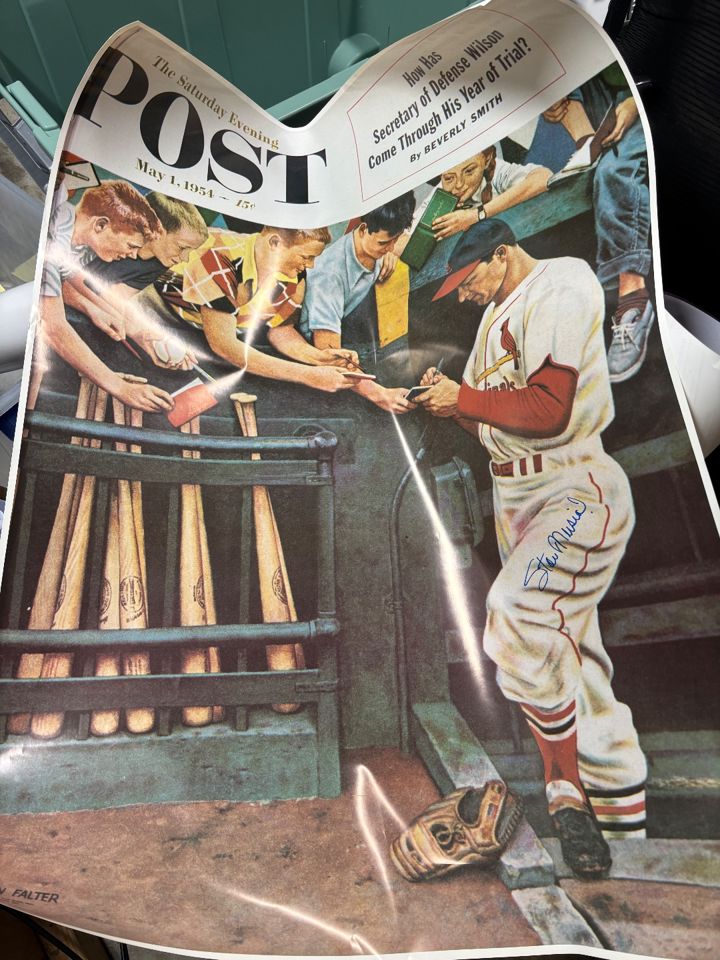 The Saturday Evening
POST
May 1, 1954 – 15¢
How Has
Secretary of Defense Wilson
Come Through His Year of Trial?
By BEVERLY SMITH
Stan Musial
N FALTER